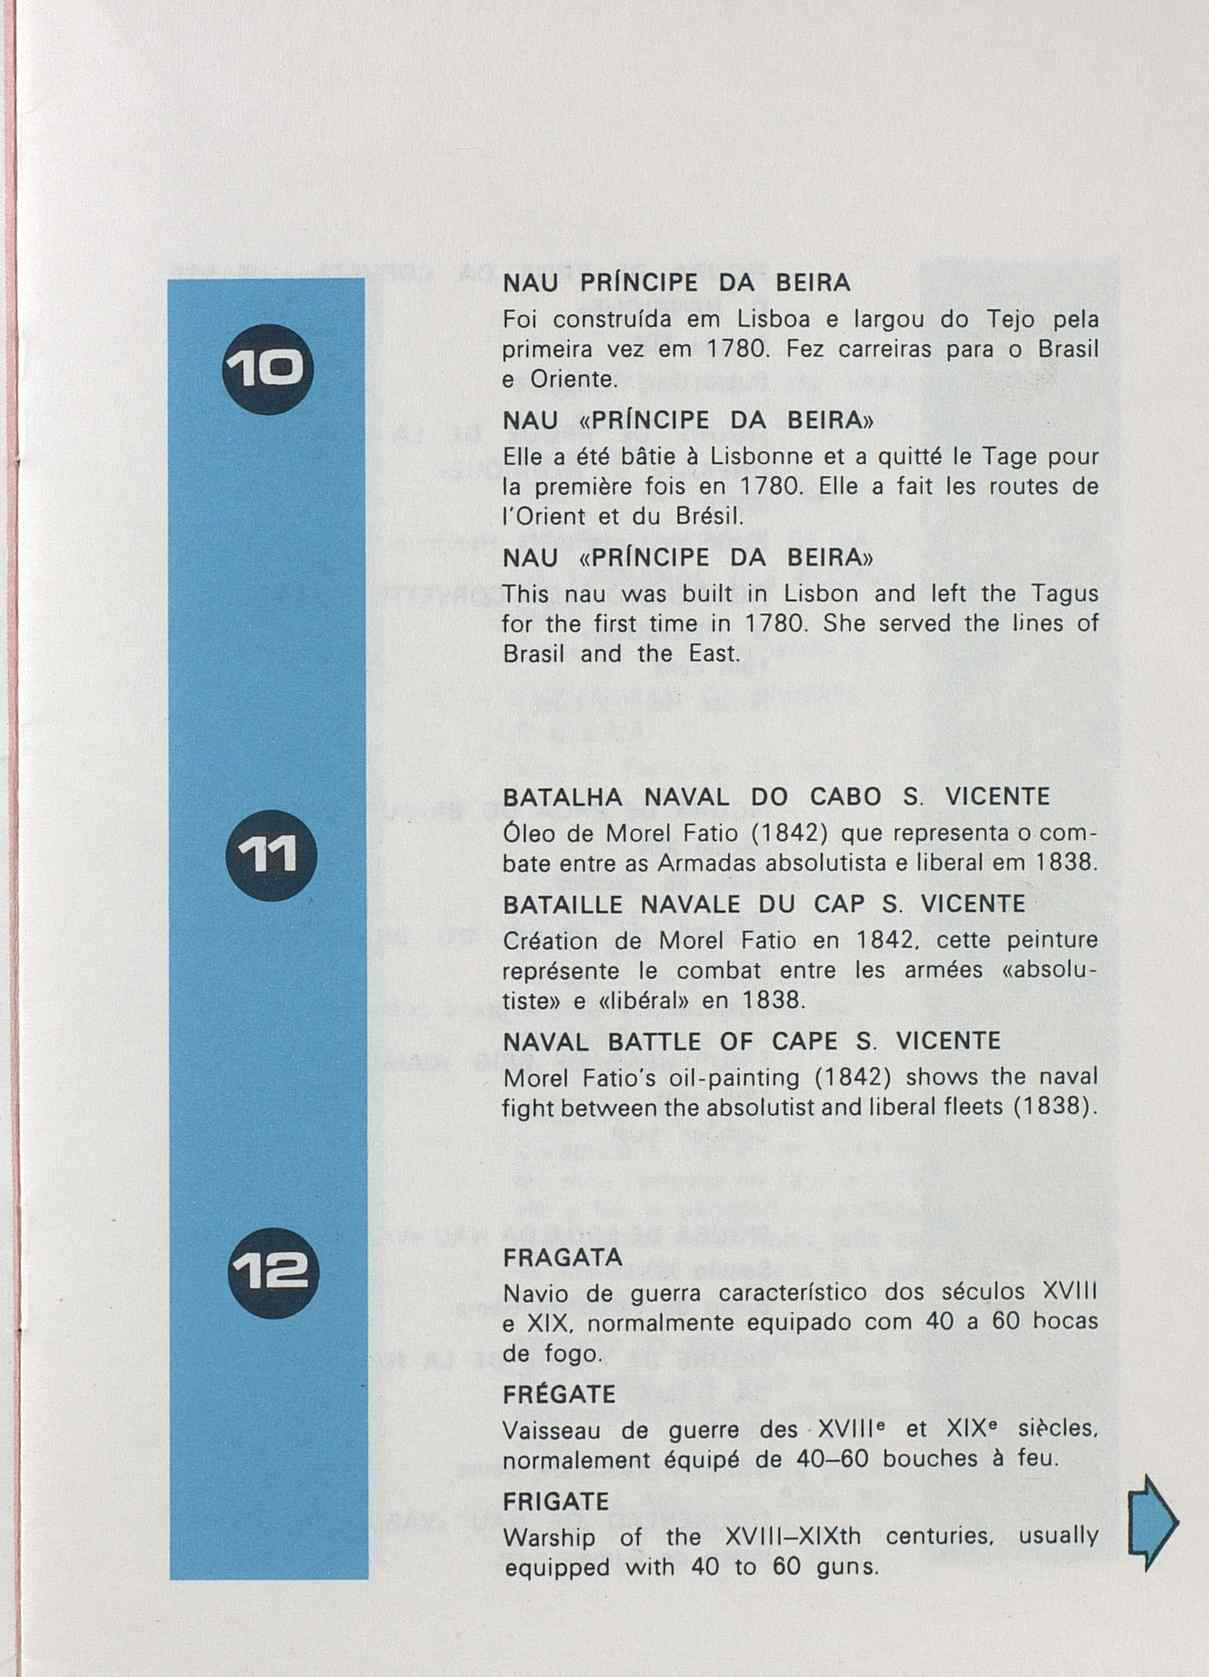 10
NAU PRÍNCIPE DA BEIRA
Foi construída em Lisboa e largou do Tejo pela
primeira vez em 1780. Fez carreiras para o Brasil
e Oriente.
NAU «PRÍNCIPE DA BEIRA»
Elle a été bâtie à Lisbonne et a quitté le Tage pour
la première fois en 1780. Elle a fait les routes de
l'Orient et du Brésil.
NAU «PRÍNCIPE DA BEIRA»
This nau was built in Lisbon and left the Tagus
for the first time in 1780. She served the lines of
Brasil and the East.
11
BATALHA NAVAL DO CABO S. VICENTE
Óleo de Morel Fatio (1842) que representa o com-
bate entre as Armadas absolutista e liberal em 1838.
BATAILLE NAVALE DU CAP S. VICENTE
Création de Morel Fatio en 1842, cette peinture
représente le combat entre les armées «absolu-
tiste» e «libéral» en 1838.
NAVAL BATTLE OF CAPE S. VICENTE
Morel Fatio's oil-painting (1842) shows the naval
fight between the absolutist and liberal fleets (1838).
12
FRAGATA
Navio de guerra característico dos séculos XVIII
e XIX, normalmente equipado com 40 a 60 hocas
de fogo.
FRÉGATE
Vaisseau de guerre des XVIIIᵉ et XIXᵉ siècles,
normalement équipé de 40–60 bouches à feu.
FRIGATE
Warship of the XVIII–XIXth centuries, usually
equipped with 40 to 60 guns.